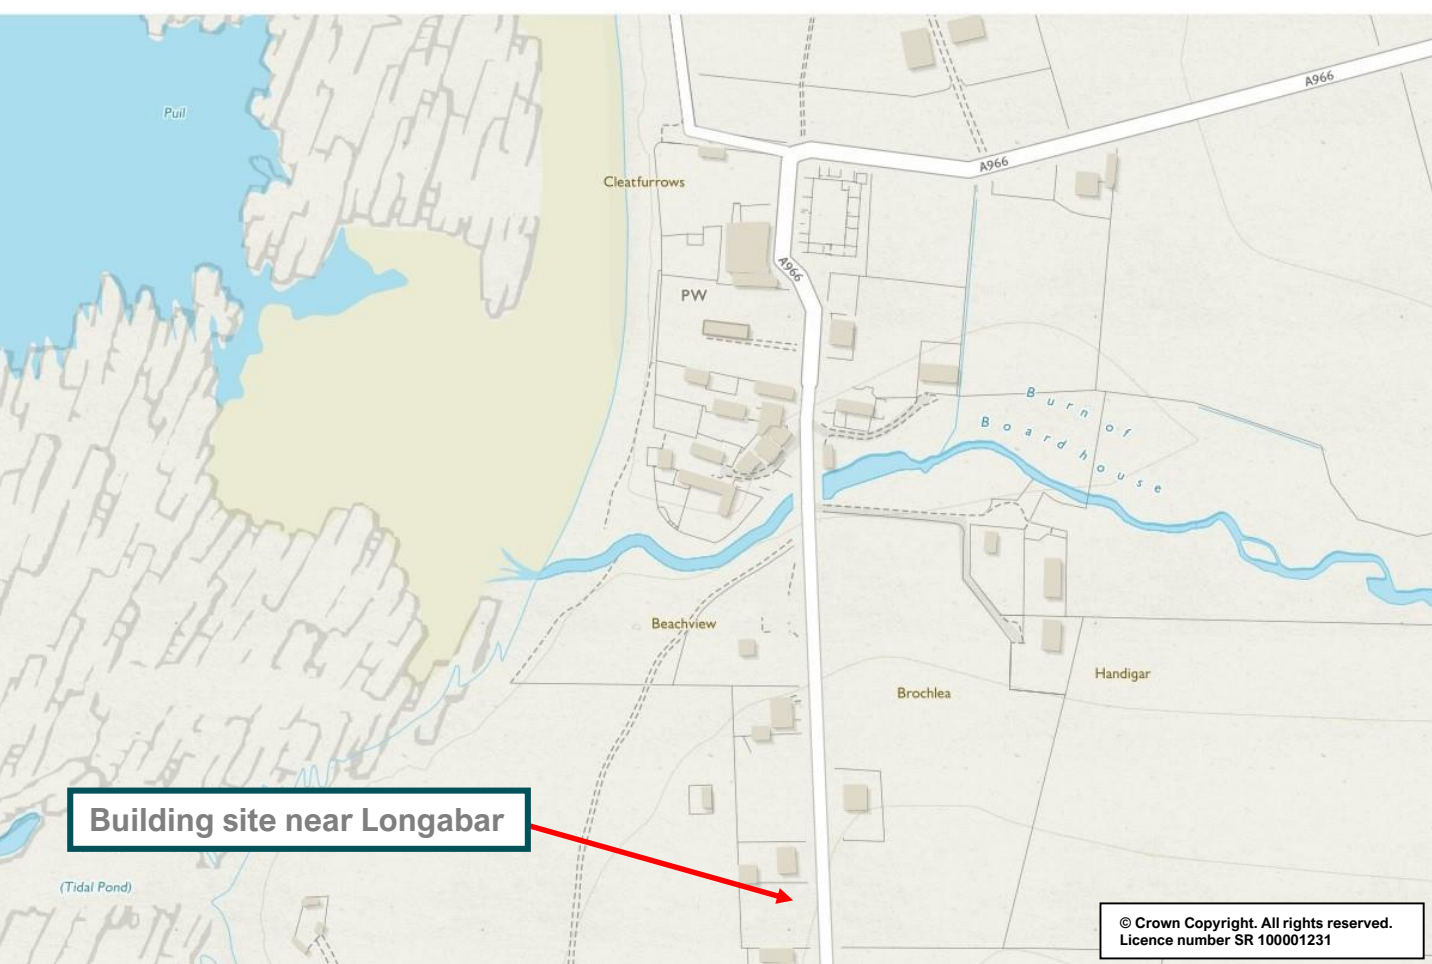 Puil
A966
A966
Cleatfurrows
A966
PW
Burn of
Boardhouse
Beachview
Handigar
Brochlea
Building site near Longabar
(Tidal Pond)
© Crown Copyright. All rights reserved.
Licence number SR 100001231